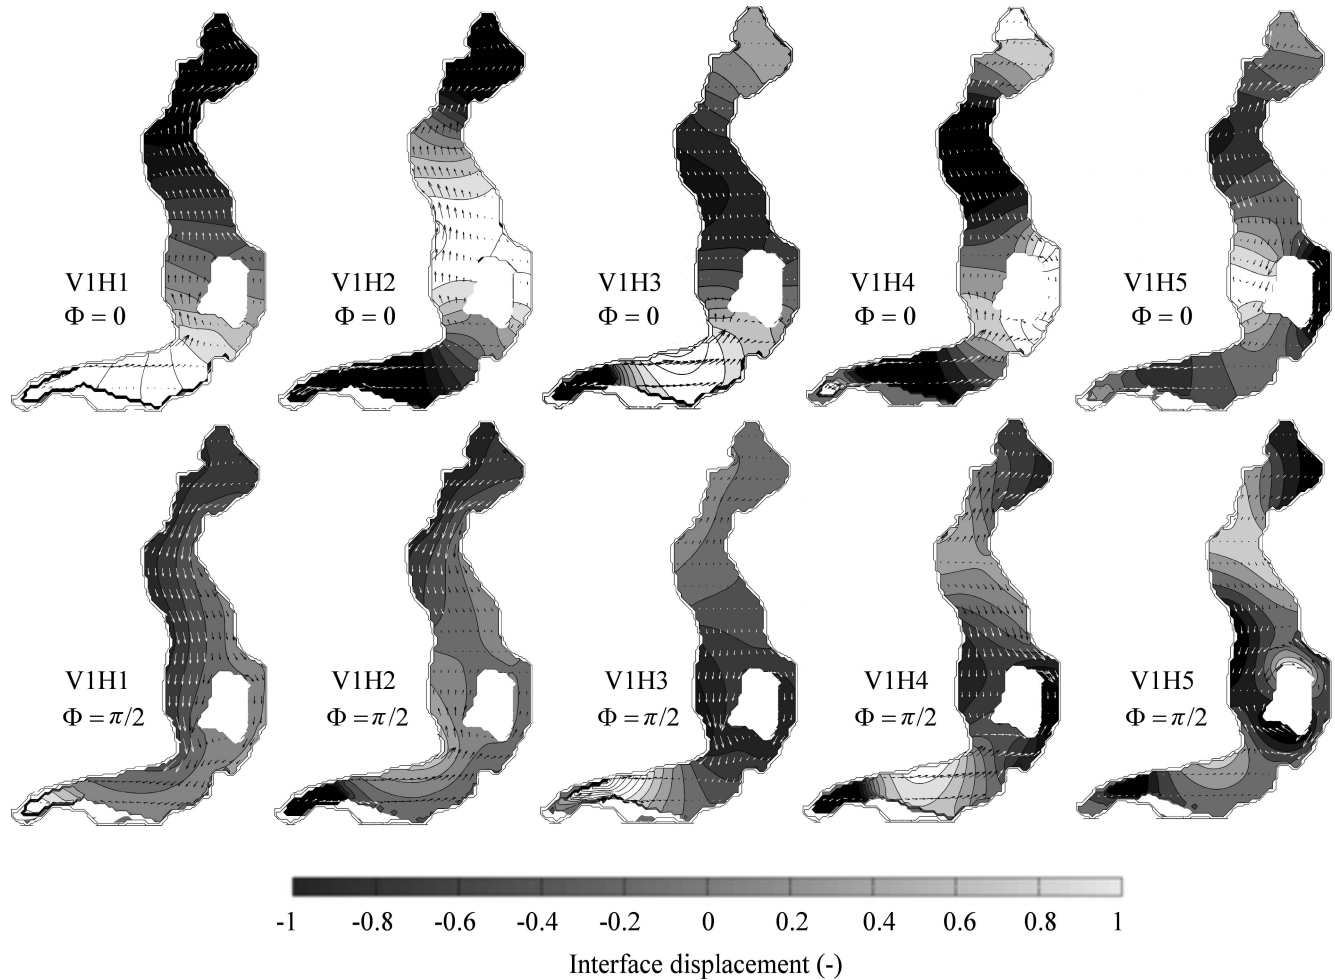 V1H1 V1H2 V1H3 V1H4 V1H5
Φ = 0 Φ = 0 Φ = 0 Φ = 0 Φ = 0
V1H1 V1H2 V1H3 V1H4 V1H5
Φ = π/2 Φ = π/2 Φ = π/2 Φ = π/2 Φ = π/2
-1 -0.8 -0.6 -0.4 -0.2 0 0.2 0.4 0.6 0.8 1
Interface displacement (-)